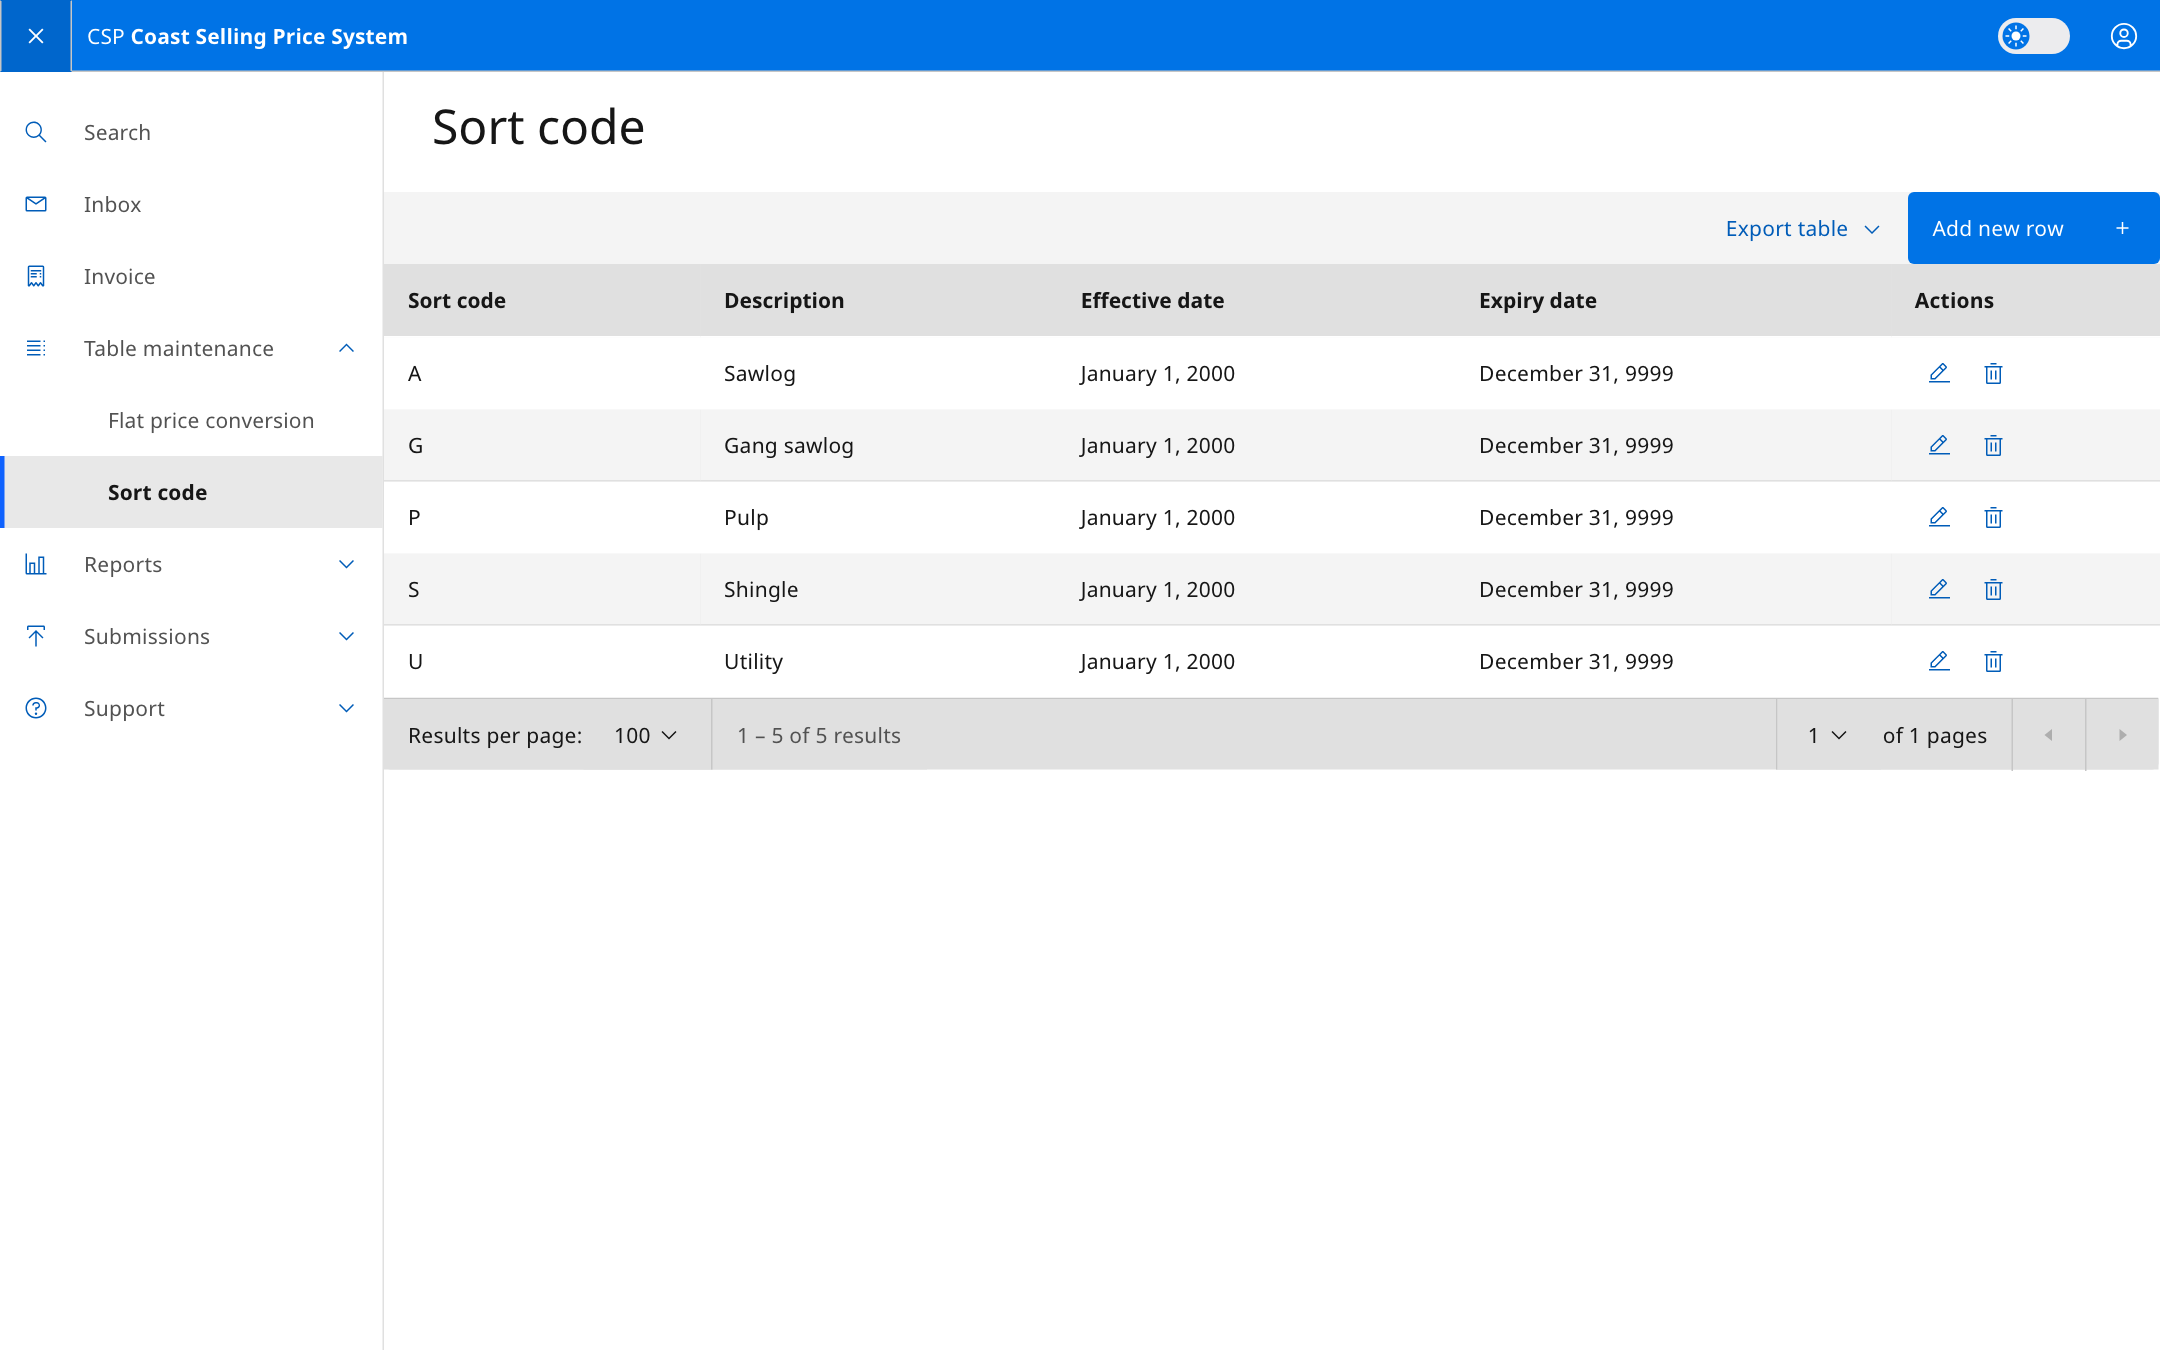 CSP Coast Selling Price System
Search
Inbox
Invoice
Table maintenance
Flat price conversion
Sort code
Reports
Submissions
Support
Sort code
Export table
Add new row +
Sort code Description Effective date Expiry date Actions
A Sawlog January 1, 2000 December 31, 9999
G Gang sawlog January 1, 2000 December 31, 9999
P Pulp January 1, 2000 December 31, 9999
S Shingle January 1, 2000 December 31, 9999
U Utility January 1, 2000 December 31, 9999
Results per page: 100 1 – 5 of 5 results 1 of 1 pages